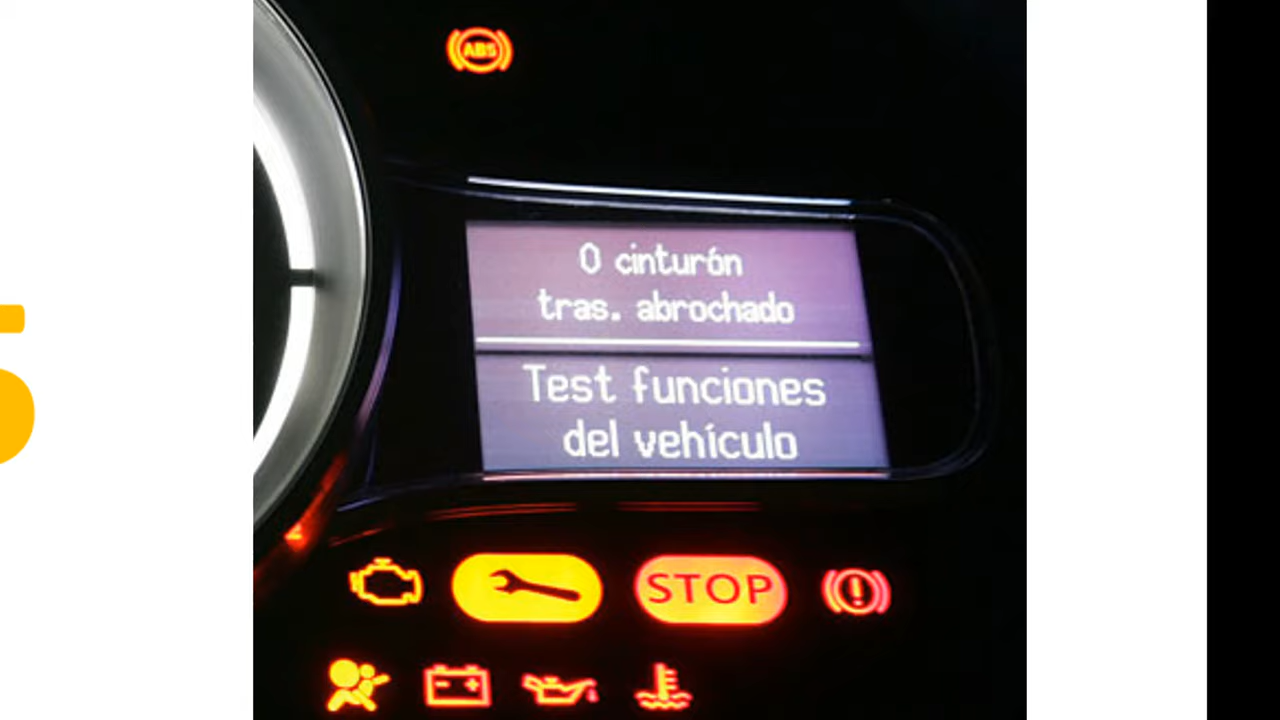 ABS
0 cinturón
tras. abrochado
Test funciones
del vehículo
STOP